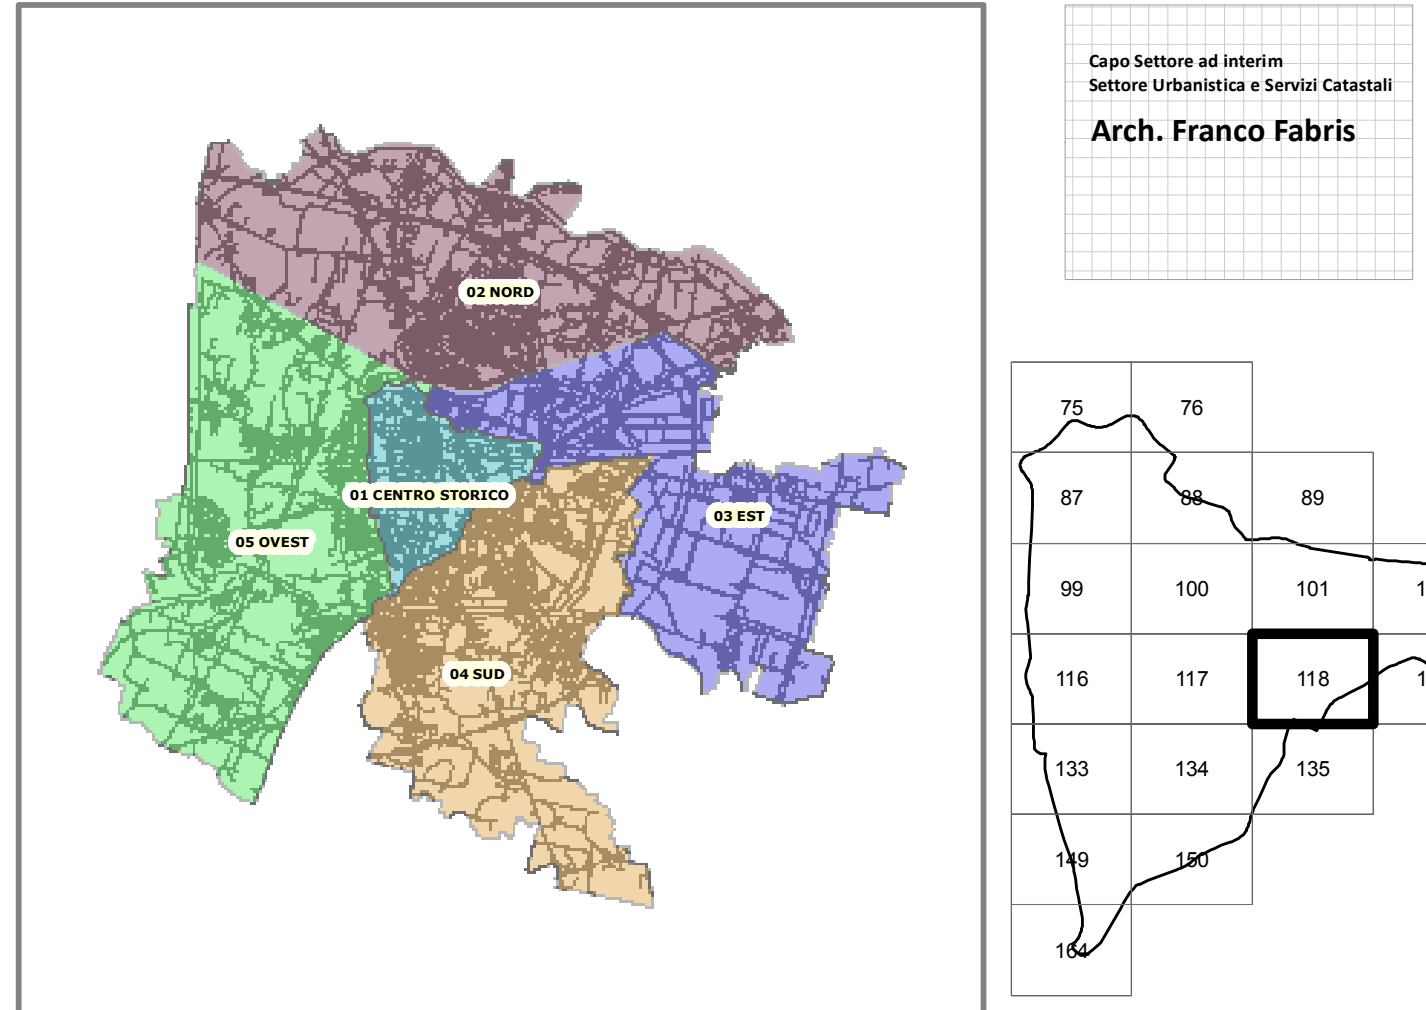 02 NORD
01 CENTRO STORICO
03 EST
05 OVEST
04 SUD
Capo Settore ad interim
Settore Urbanistica e Servizi Catastali
Arch. Franco Fabris
75 76
87 88 89
99 100 101
116 117 118
133 134 135
149 150
164